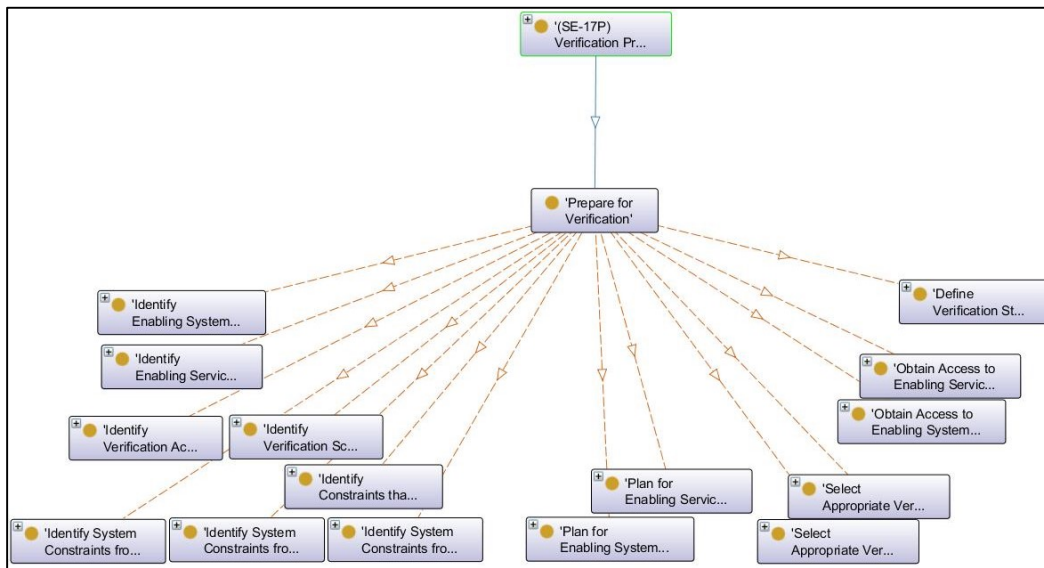 '(SE-17P)
Verification Pr...
'Prepare for
Verification'
'Identify
Enabling System...
'Define
Verification St...
'Identify
Enabling Servic...
'Obtain Access to
Enabling Servic...
'Obtain Access to
Enabling System...
'Identify
Verification Ac...
'Identify
Verification Sc...
'Identify
Constraints tha...
'Plan for
Enabling Servic...
'Select
Appropriate Ver...
'Identify System
Constraints fro...
'Identify System
Constraints fro...
'Identify System
Constraints fro...
'Plan for
Enabling System...
'Select
Appropriate Ver...